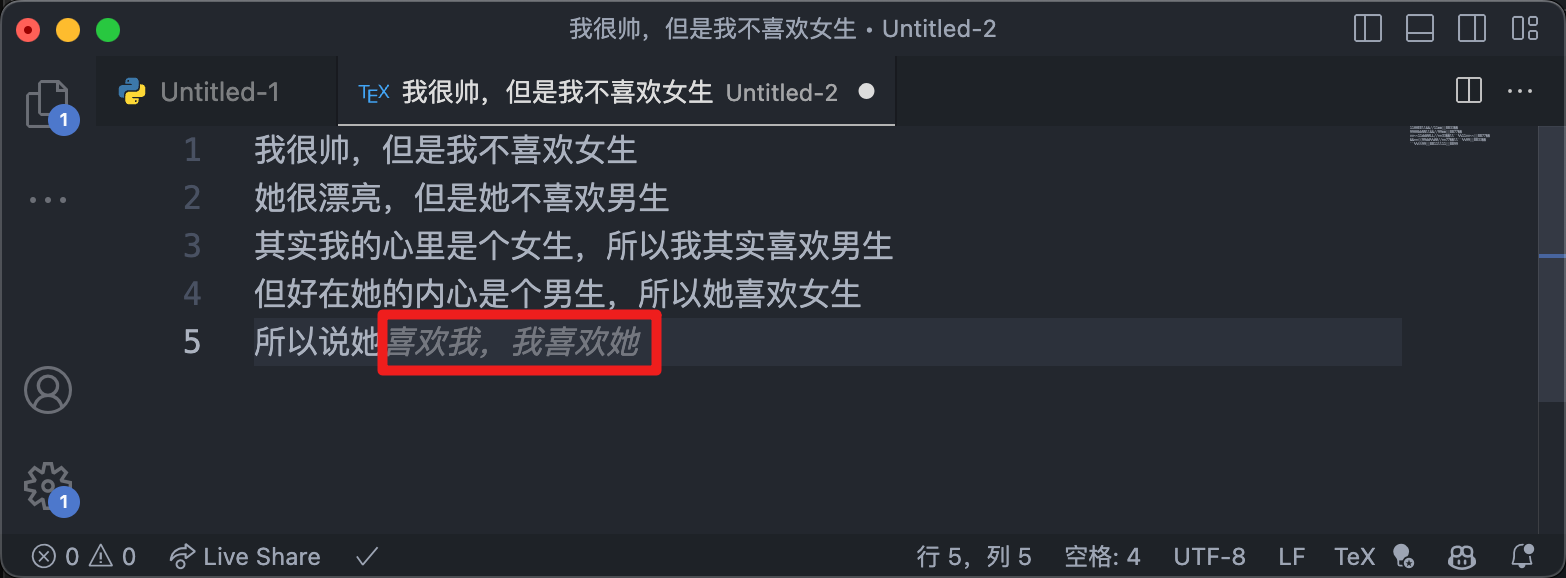 我很帅，但是我不喜欢女生 • Untitled-2
Untitled-1
TEX 我很帅，但是我不喜欢女生 Untitled-2
1
1 我很帅，但是我不喜欢女生
2 她很漂亮，但是她不喜欢男生
3 其实我的心里是个女生，所以我其实喜欢男生
4 但好在她的内心是个男生，所以她喜欢女生
5 所以说她喜欢我，我喜欢她
1
0 0 Live Share 行 5，列 5 空格: 4 UTF-8 LF TeX